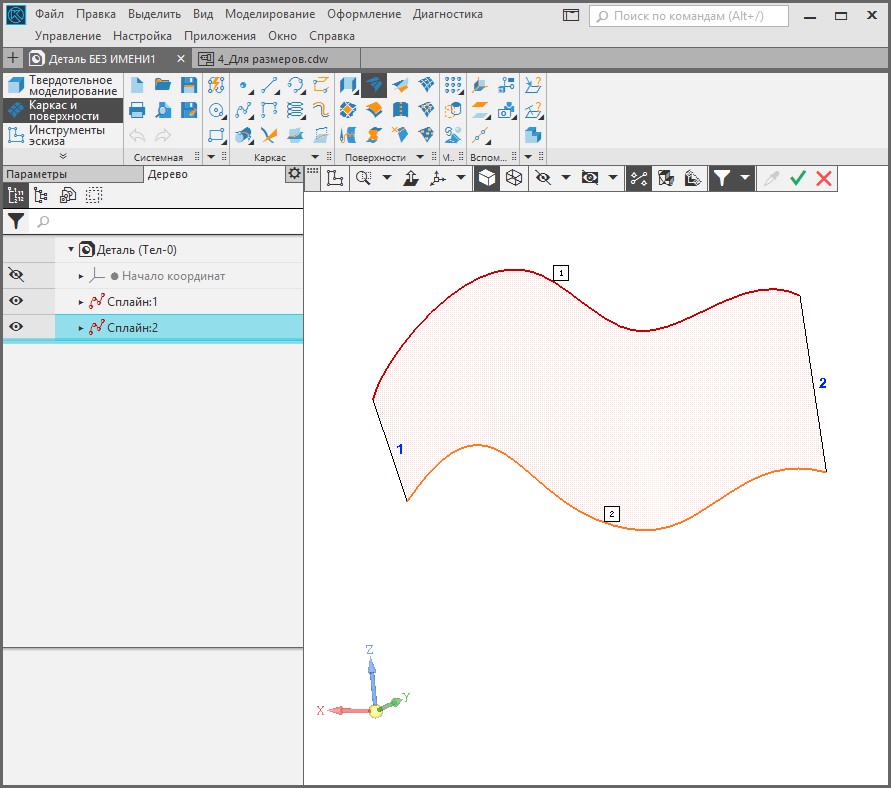 Файл Правка Выделить Вид Моделирование Оформление Диагностика
Поиск по командам (Alt+/)
Управление Настройка Приложения Окно Справка
Деталь БЕЗ ИМЕНИ1 4_Для размеров.cdw
Твердотельное моделирование
Каркас и поверхности
Инструменты эскиза
Системная Каркас Поверхности М... Вспом...
Параметры Дерево
Деталь (Тел-0)
Начало координат
Сплайн:1
Сплайн:2
1
2
1
2
Z
Y
X